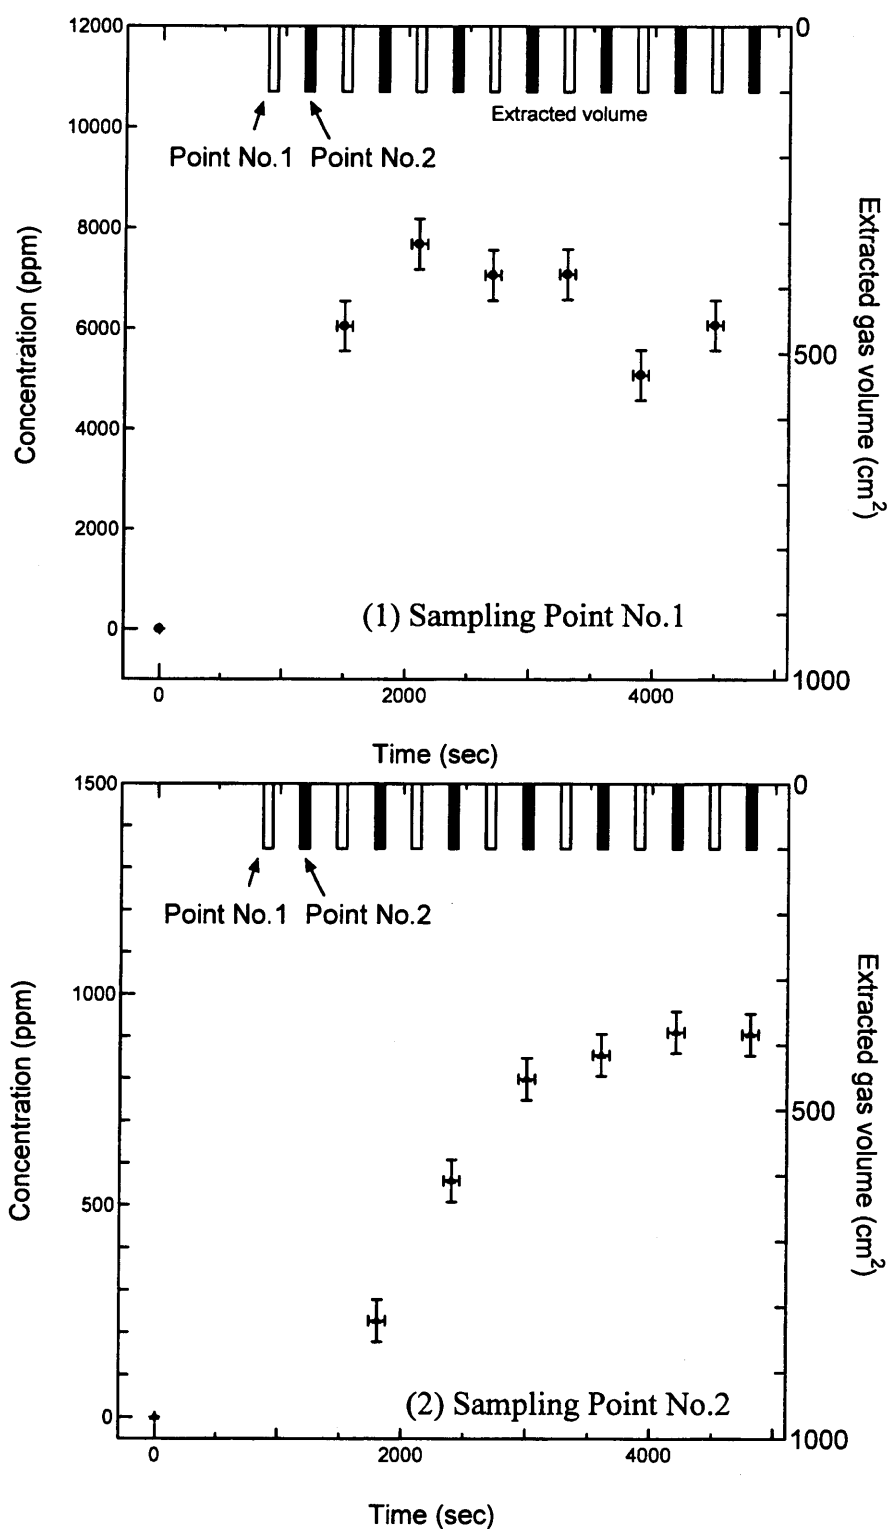 12000
10000
8000
6000
4000
2000
0
Concentration (ppm)
0
500
1000
Extracted gas volume (cm2)
Extracted volume
Point No.1 Point No.2
(1) Sampling Point No.1
0 2000 4000
Time (sec)
1500
1000
500
0
Concentration (ppm)
0
500
1000
Extracted gas volume (cm2)
Point No.1 Point No.2
(2) Sampling Point No.2
0 2000 4000
Time (sec)